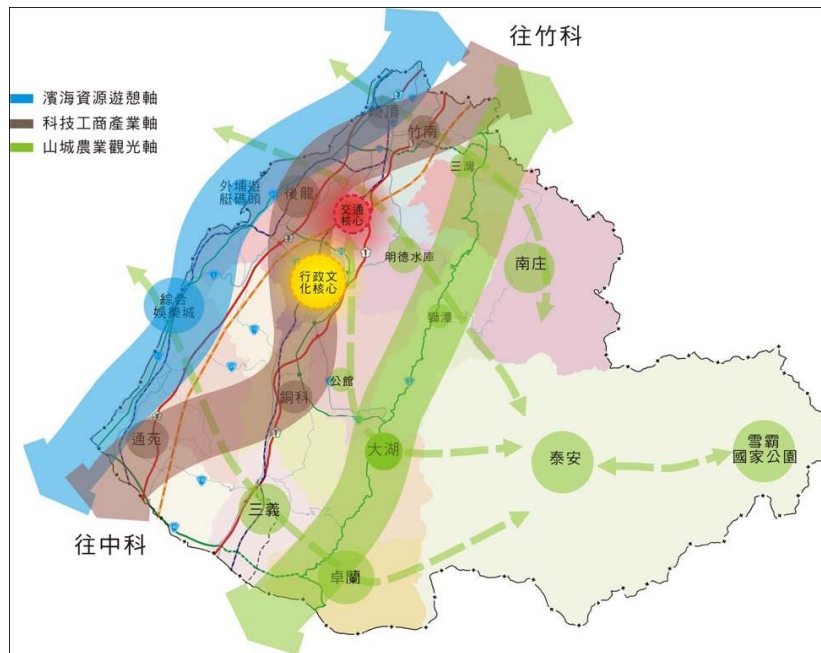 往竹科
濱海資源遊憩軸
科技工商產業軸
山城農業觀光軸
崎頂
竹南
三灣
外埔遊
艇碼頭
後龍
交通
核心
明德水庫
南庄
行政文
化核心
綜合
娛樂城
獅潭
公館
銅科
通苑
大湖
泰安
雪霸
國家公園
三義
往中科
卓蘭